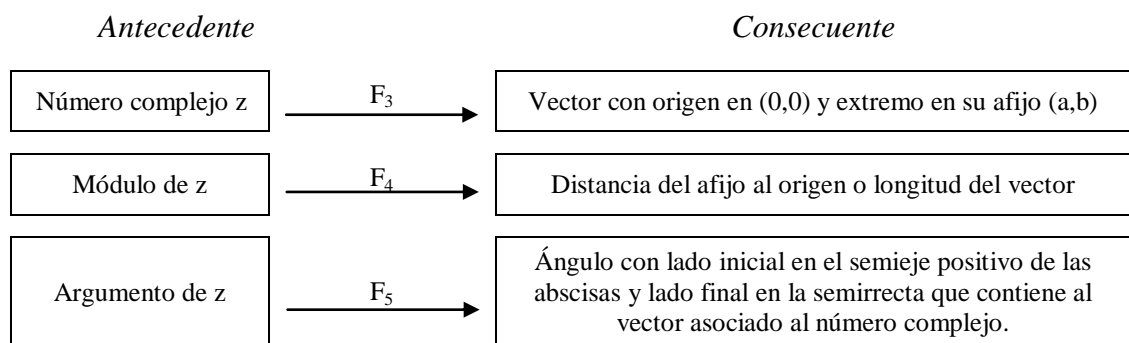 Antecedente Consecuente
Número complejo z F3 Vector con origen en (0,0) y extremo en su afijo (a,b)
Módulo de z F4 Distancia del afijo al origen o longitud del vector
Argumento de z F5 Ángulo con lado inicial en el semieje positivo de las
abscisas y lado final en la semirrecta que contiene al
vector asociado al número complejo.